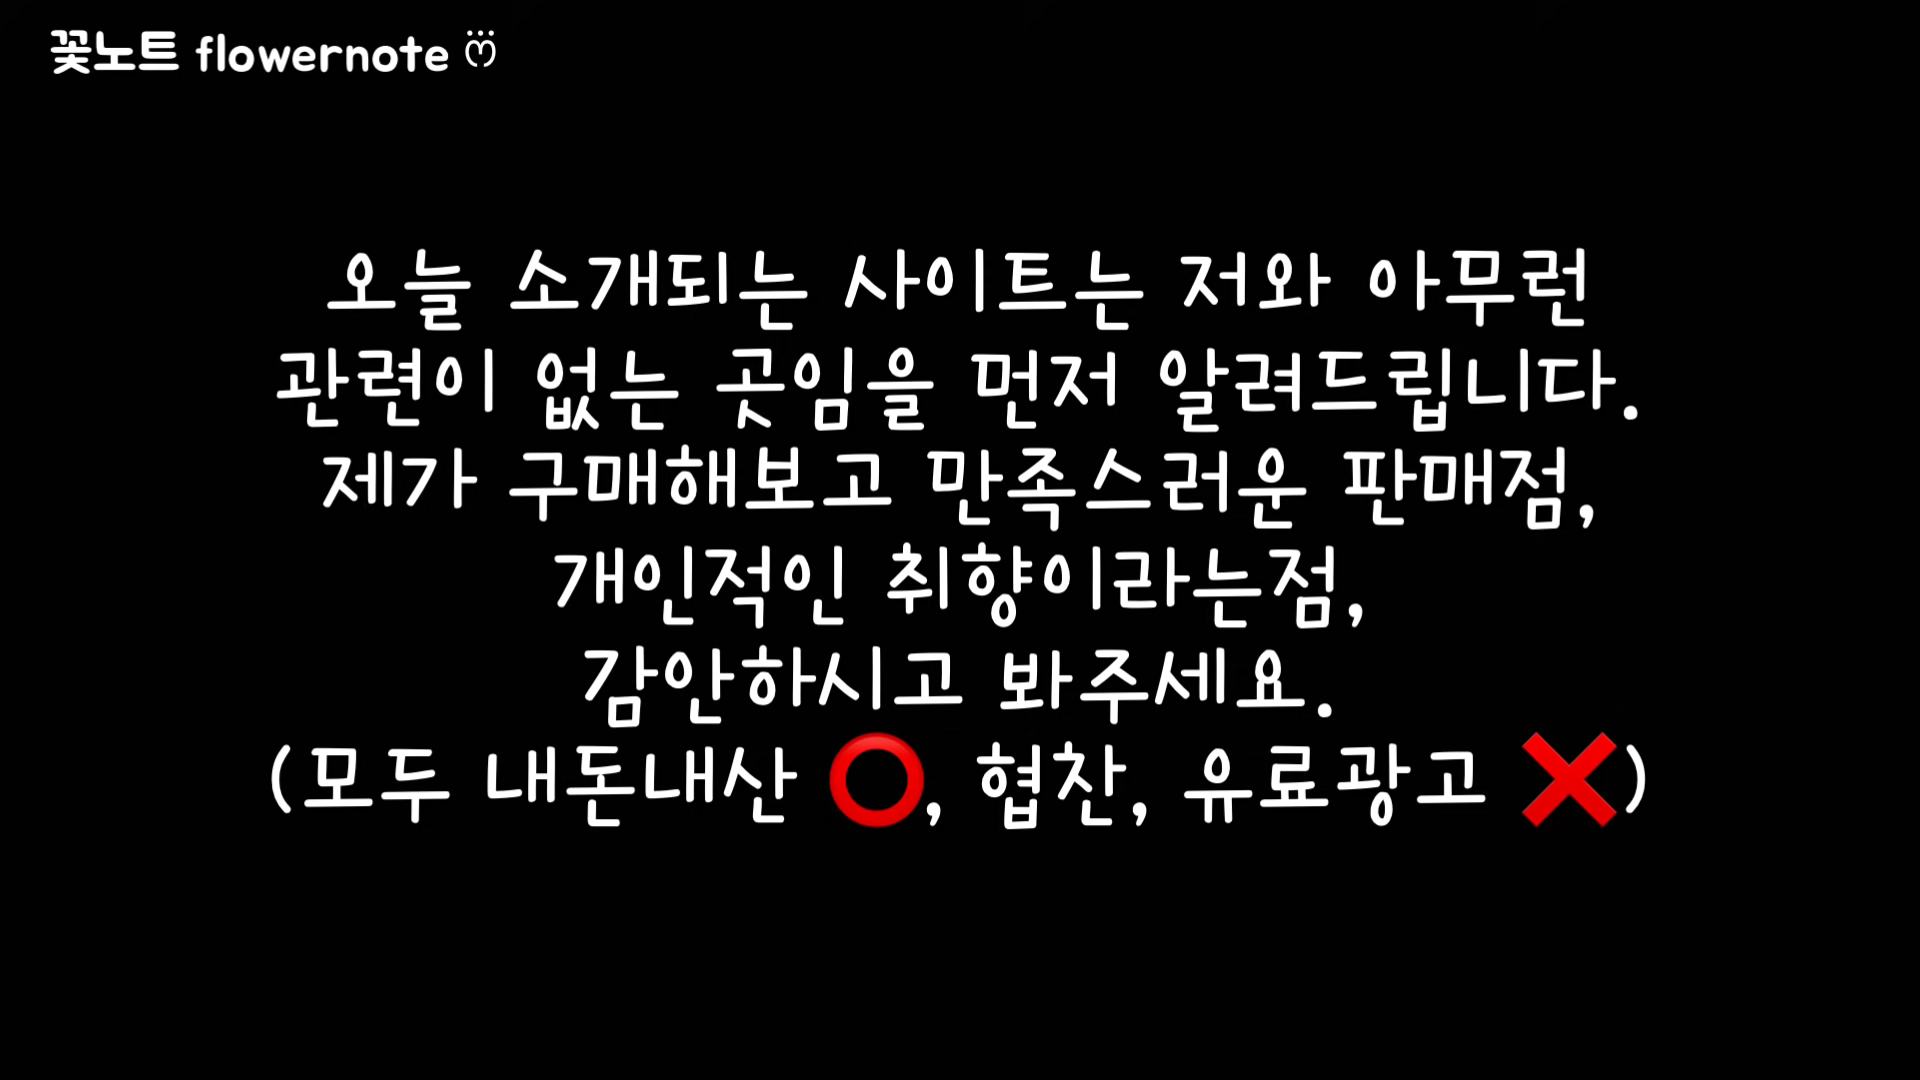 꽃노트 flowernote ෆ
오늘 소개되는 사이트는 저와 아무런
관련이 없는 곳임을 먼저 알려드립니다.
제가 구매해보고 만족스러운 판매점,
개인적인 취향이라는점,
감안하시고 봐주세요.
(모두 내돈내산 ⭕, 협찬, 유료광고 ❌)